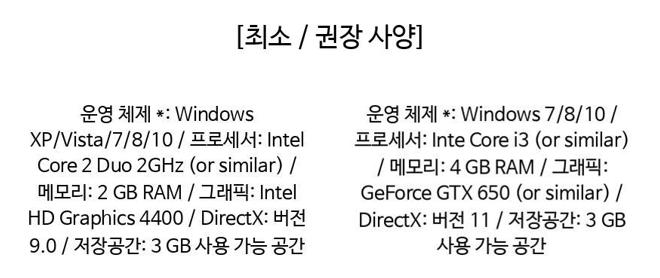 [최소 / 권장 사양]
운영 체제 *: Windows
XP/Vista/7/8/10 / 프로세서: Intel
Core 2 Duo 2GHz (or similar) /
메모리: 2 GB RAM / 그래픽: Intel
HD Graphics 4400 / DirectX: 버전
9.0 / 저장공간: 3 GB 사용 가능 공간
운영 체제 *: Windows 7/8/10 /
프로세서: Inte Core i3 (or similar)
/ 메모리: 4 GB RAM / 그래픽:
GeForce GTX 650 (or similar) /
DirectX: 버전 11 / 저장공간: 3 GB
사용 가능 공간